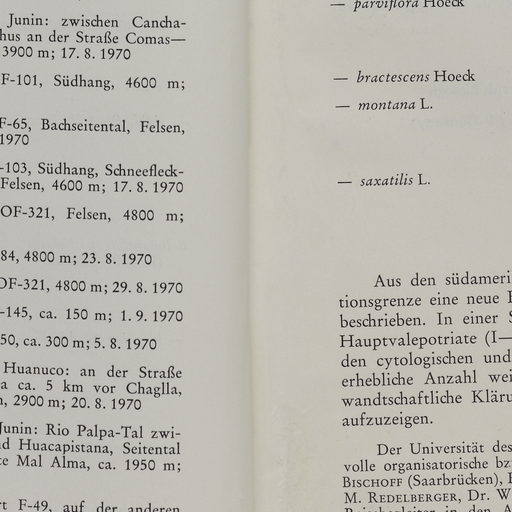 Junin: zwischen Cancha-
hus an der Straße Comas—
3900 m; 17. 8. 1970
F-101, Südhang, 4600 m;
F-65, Bachseitental, Felsen,
1970
-103, Südhang, Schneefleck-
Felsen, 4600 m; 17. 8. 1970
OF-321, Felsen, 4800 m;
84, 4800 m; 23. 8. 1970
OF-321, 4800 m; 29. 8. 1970
-145, ca. 150 m; 1. 9. 1970
50, ca. 300 m; 5. 8. 1970
Huanuco: an der Straße
a ca. 5 km vor Chaglla,
, 2900 m; 20. 8. 1970
Junin: Rio Palpa-Tal zwi-
d Huacapistana, Seitental
te Mal Alma, ca. 1950 m;
F-49, auf der anderen
— parviflora Hoeck
— bractescens Hoeck
— montana L.
— saxatilis L.
Aus den südameri
tionsgrenze eine neue
beschrieben. In einer
Hauptvalepotriate (I—
den cytologischen und
erhebliche Anzahl wei
wandtschaftliche Kläru
aufzuzeigen.
Der Universität des
volle organisatorische bz
BISCHOFF (Saarbrücken),
M. REDELBERGER, Dr. W
in den